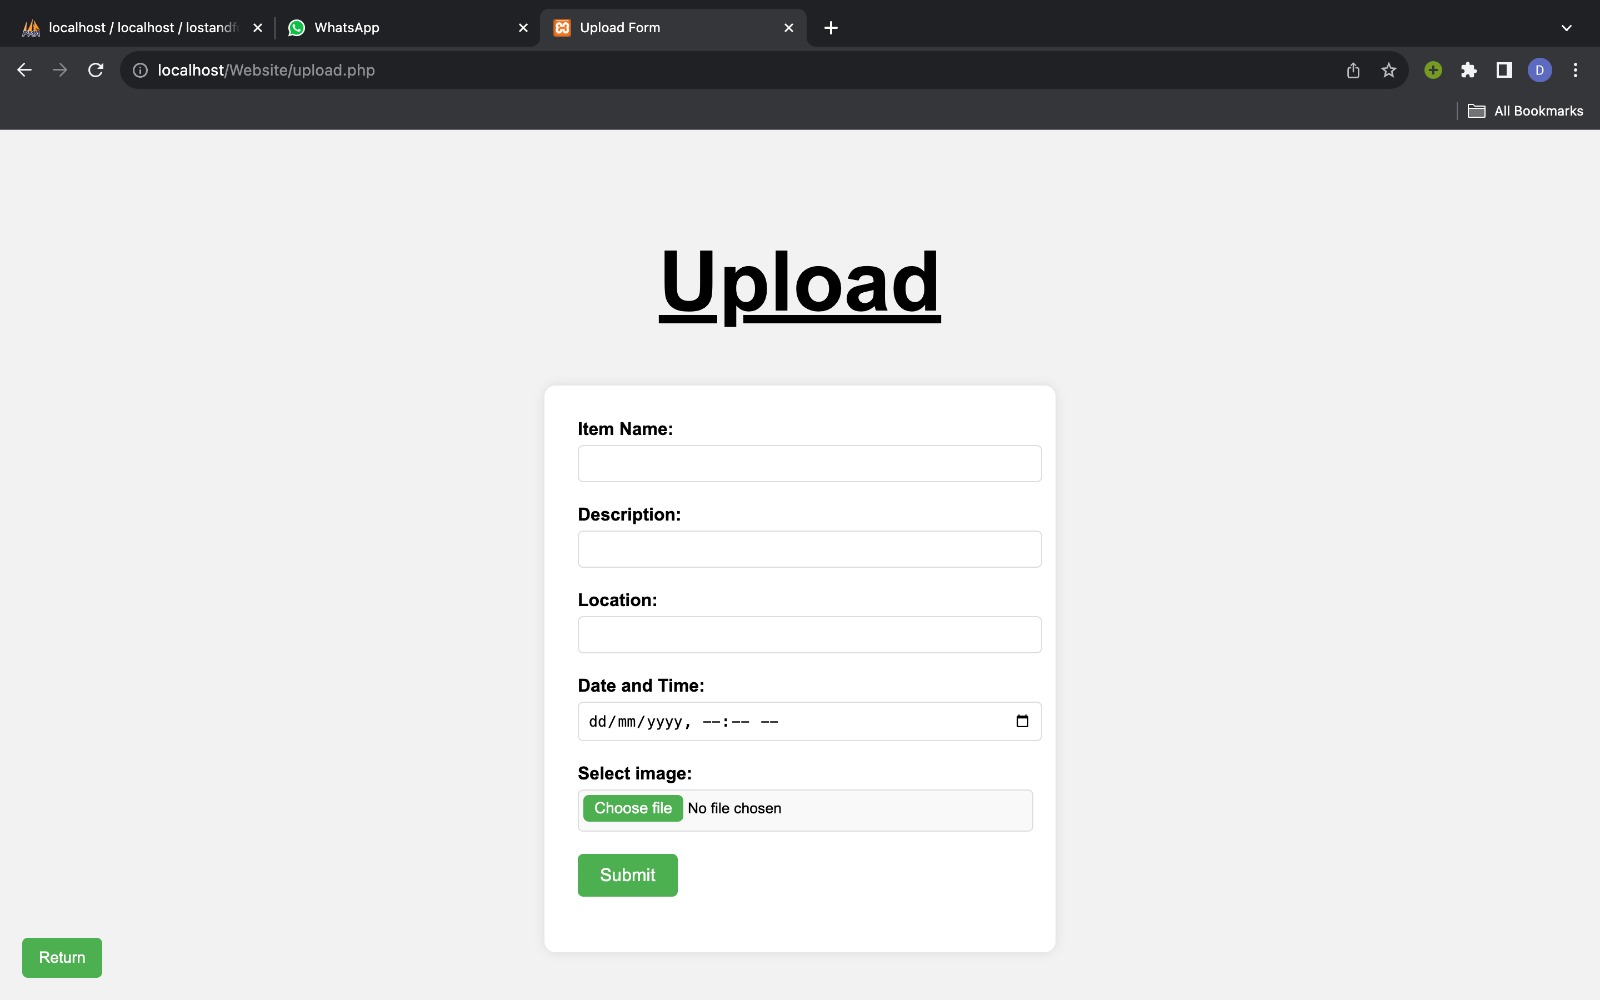 localhost / localhost / lostandf
WhatsApp
Upload Form
localhost/Website/upload.php
D
All Bookmarks
Upload
Item Name:
Description:
Location:
Date and Time:
dd/mm/yyyy, --:-- --
Select image:
Choose file No file chosen
Submit
Return